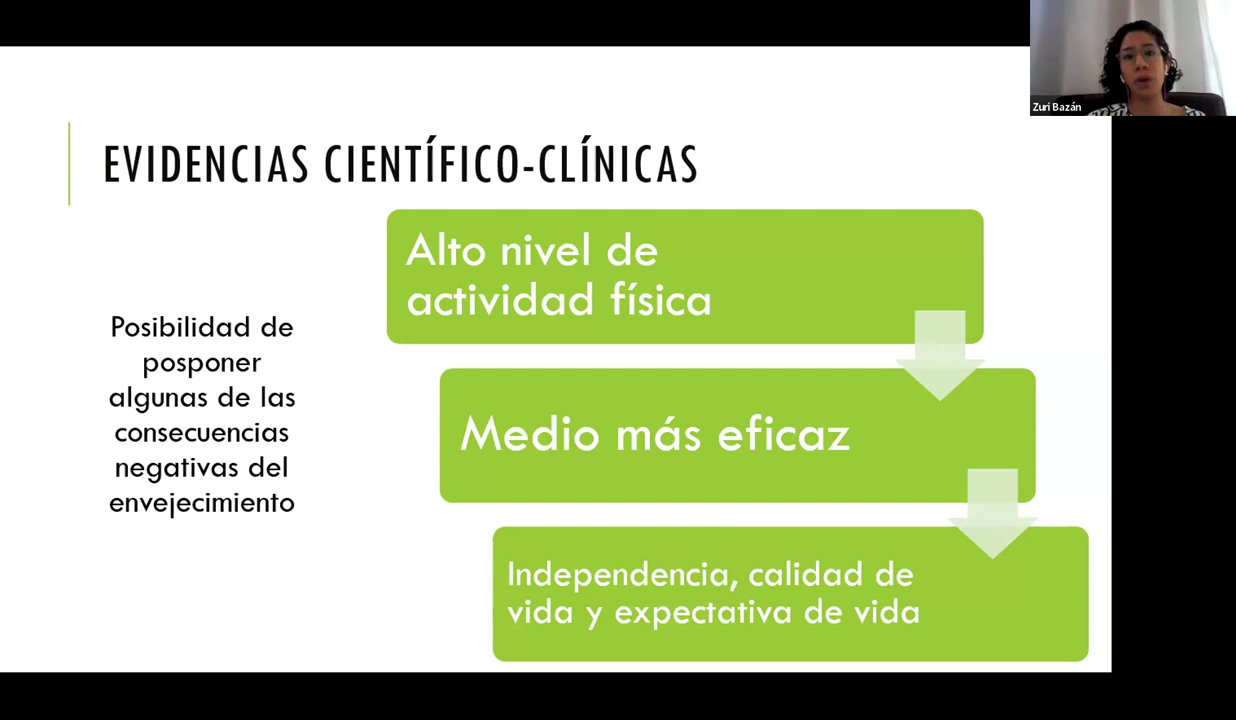 Zuri Bazán
EVIDENCIAS CIENTÍFICO-CLÍNICAS
Posibilidad de
posponer
algunas de las
consecuencias
negativas del
envejecimiento
Alto nivel de
actividad física
Medio más eficaz
Independencia, calidad de
vida y expectativa de vida